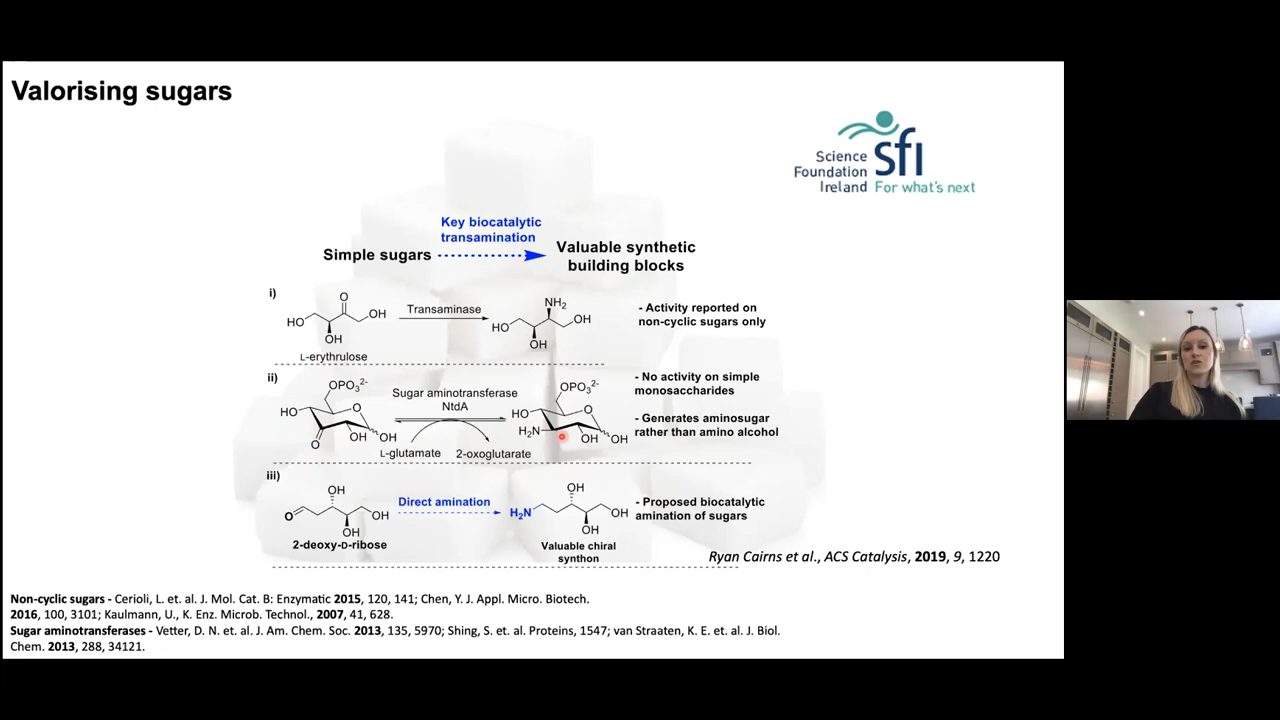 Valorising sugars
Science
Foundation
Ireland
sfi
For what's next
Key biocatalytic
transamination
Simple sugars
Valuable synthetic
building blocks
i)
O
HO
OH
OH
L-erythrulose
Transaminase
NH2
HO
OH
OH
- Activity reported on
non-cyclic sugars only
ii)
OPO3 2-
HO
O
O
OH
OH
Sugar aminotransferase
NtdA
L-glutamate
2-oxoglutarate
OPO3 2-
HO
O
H2N
OH
OH
- No activity on simple
monosaccharides
- Generates aminosugar
rather than amino alcohol
iii)
OH
O
OH
OH
2-deoxy-D-ribose
Direct amination
OH
H2N
OH
OH
Valuable chiral
synthon
- Proposed biocatalytic
amination of sugars
Ryan Cairns et al., ACS Catalysis, 2019, 9, 1220
Non-cyclic sugars - Cerioli, L. et. al. J. Mol. Cat. B: Enzymatic 2015, 120, 141; Chen, Y. J. Appl. Micro. Biotech.
2016, 100, 3101; Kaulmann, U., K. Enz. Microb. Technol., 2007, 41, 628.
Sugar aminotransferases - Vetter, D. N. et. al. J. Am. Chem. Soc. 2013, 135, 5970; Shing, S. et. al. Proteins, 1547; van Straaten, K. E. et. al. J. Biol.
Chem. 2013, 288, 34121.